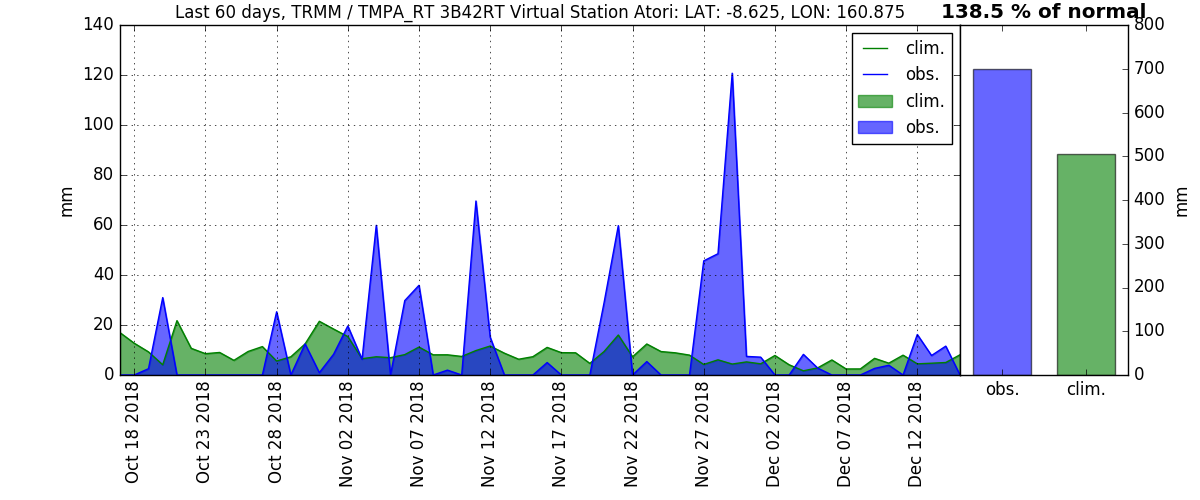 Last 60 days, TRMM / TMPA_RT 3B42RT Virtual Station Atori: LAT: -8.625, LON: 160.875
138.5 % of normal
140
120
100
80
60
40
20
0
mm
clim.
obs.
clim.
obs.
Oct 18 2018
Oct 23 2018
Oct 28 2018
Nov 02 2018
Nov 07 2018
Nov 12 2018
Nov 17 2018
Nov 22 2018
Nov 27 2018
Dec 02 2018
Dec 07 2018
Dec 12 2018
obs.
clim.
800
700
600
500
400
300
200
100
0
mm